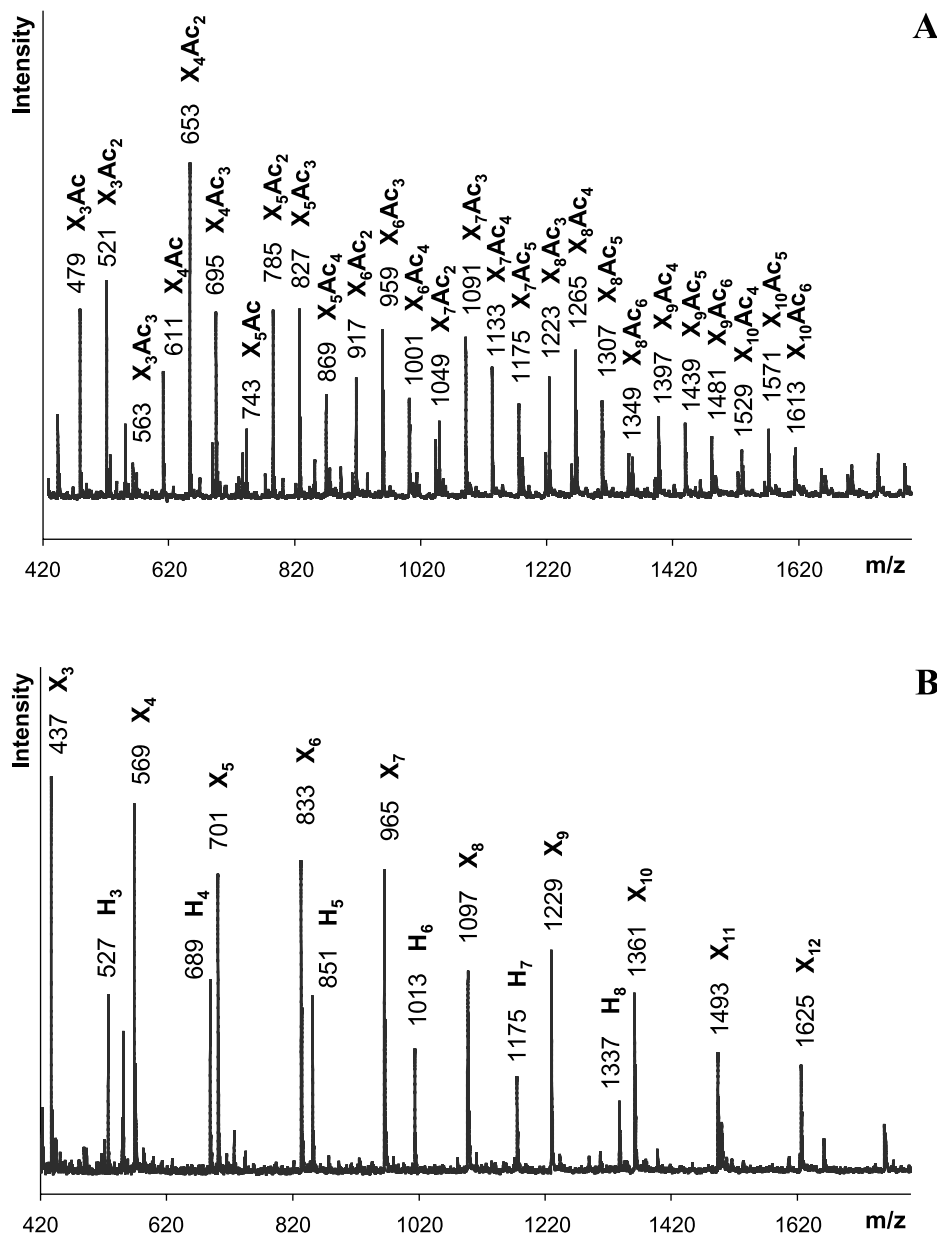 A
Intensity
479 X₃Ac
521 X₃Ac₂
563 X₃Ac₃
611 X₄Ac
653 X₄Ac₂
695 X₄Ac₃
743 X₅Ac
785 X₅Ac₂
827 X₅Ac₃
869 X₅Ac₄
917 X₆Ac₂
959 X₆Ac₃
1001 X₆Ac₄
1049 X₇Ac₂
1091 X₇Ac₃
1133 X₇Ac₄
1175 X₇Ac₅
1223 X₈Ac₃
1265 X₈Ac₄
1307 X₈Ac₅
1349 X₈Ac₆
1397 X₉Ac₄
1439 X₉Ac₅
1481 X₉Ac₆
1529 X₁₀Ac₄
1571 X₁₀Ac₅
1613 X₁₀Ac₆
420 620 820 1020 1220 1420 1620 m/z
B
Intensity
437 X₃
527 H₃
569 X₄
689 H₄
701 X₅
833 X₆
851 H₅
965 X₇
1013 H₆
1097 X₈
1175 H₇
1229 X₉
1337 H₈
1361 X₁₀
1493 X₁₁
1625 X₁₂
420 620 820 1020 1220 1420 1620 m/z